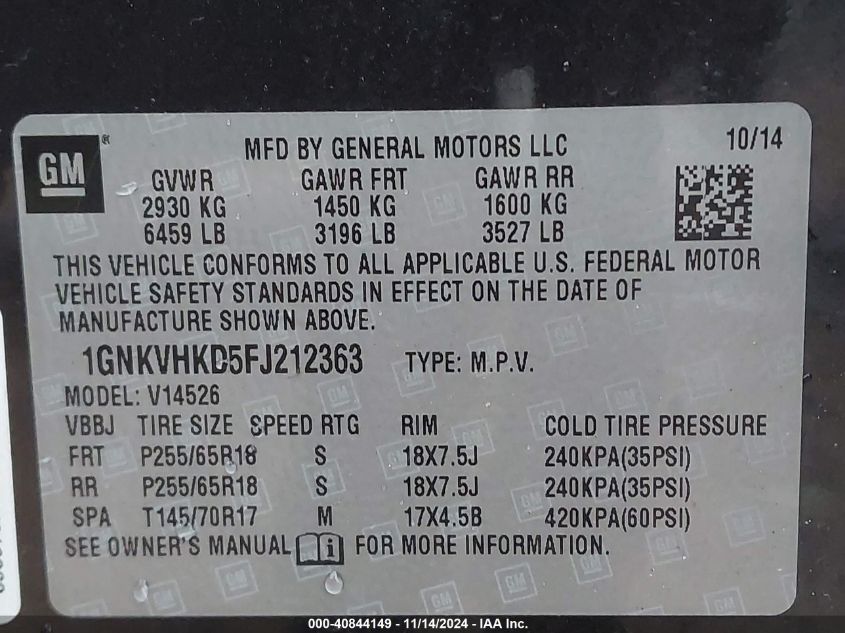 GM ®
MFD BY GENERAL MOTORS LLC
10/14
GVWR GAWR FRT GAWR RR
2930 KG 1450 KG 1600 KG
6459 LB 3196 LB 3527 LB
THIS VEHICLE CONFORMS TO ALL APPLICABLE U.S. FEDERAL MOTOR
VEHICLE SAFETY STANDARDS IN EFFECT ON THE DATE OF
MANUFACTURE SHOWN ABOVE.
1GNKVHKD5FJ212363 TYPE: M.P.V.
MODEL: V14526
VBBJ TIRE SIZE SPEED RTG RIM COLD TIRE PRESSURE
FRT P255/65R18 S 18X7.5J 240KPA(35PSI)
RR P255/65R18 S 18X7.5J 240KPA(35PSI)
SPA T145/70R17 M 17X4.5B 420KPA(60PSI)
SEE OWNER'S MANUAL i FOR MORE INFORMATION.
000-40844149 - 11/14/2024 - IAA Inc.